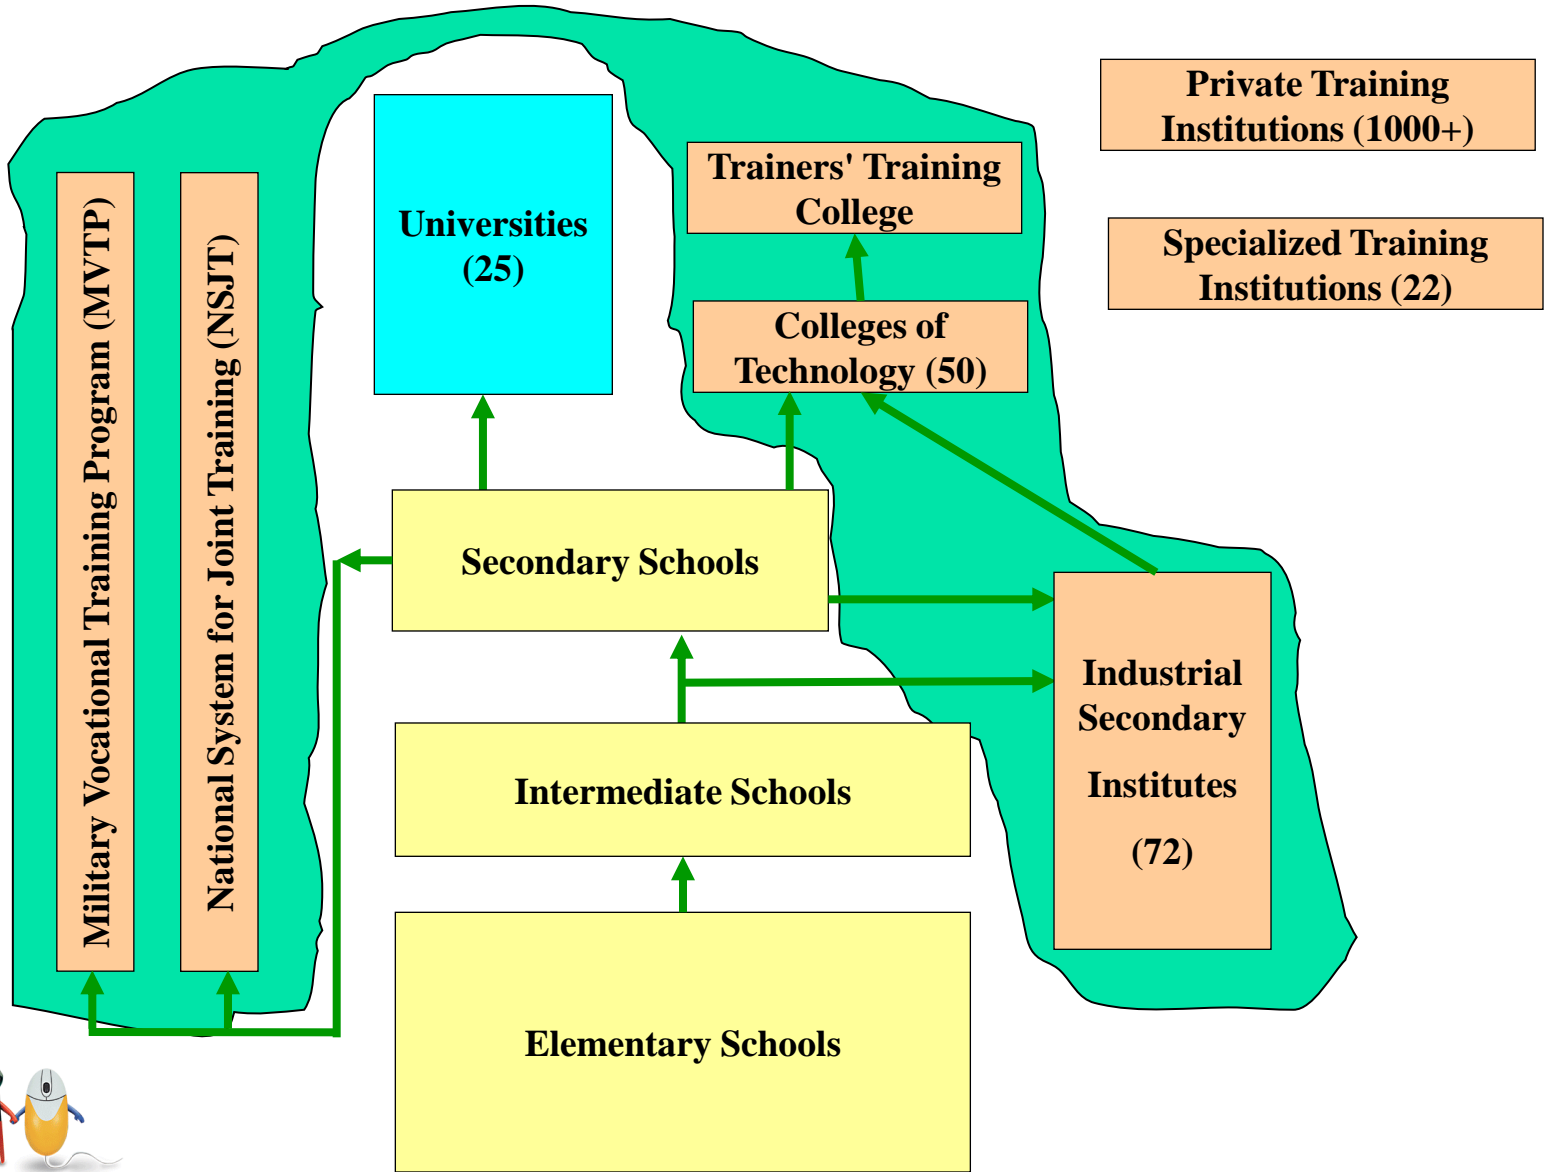 Private Training
Institutions (1000+)
Trainers' Training
College
Universities
(25)
Specialized Training
Institutions (22)
Colleges of
Technology (50)
Military Vocational Training Program (MVTP)
National System for Joint Training (NSJT)
Secondary Schools
Industrial
Secondary
Institutes
(72)
Intermediate Schools
Elementary Schools